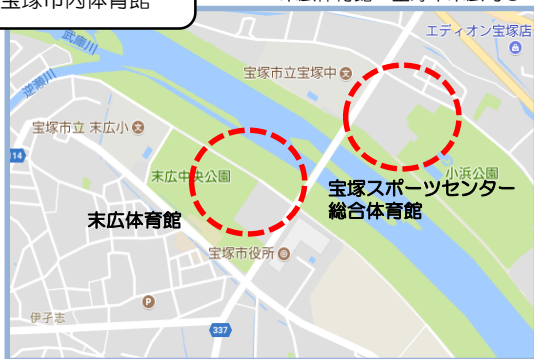 宝塚市内体育館
エディオン宝塚店
武庫川
宝塚市立宝塚中
逆瀬川
宝塚市立 末広小
14
末広中央公園
小浜公園
宝塚スポーツセンター
総合体育館
末広体育館
宝塚市役所
P
伊孑志
337